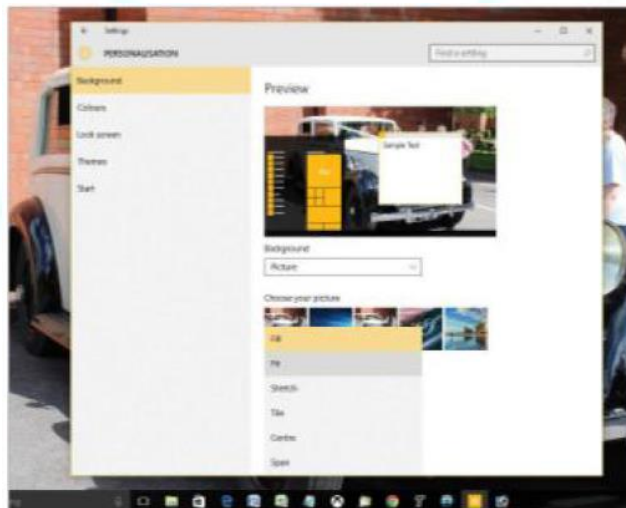 Settings
PERSONALISATION
Find a setting
Background
Colours
Lock screen
Themes
Start
Preview
Sample Text
Background
Picture
Choose your picture
Fill
Fit
Stretch
Tile
Centre
Span